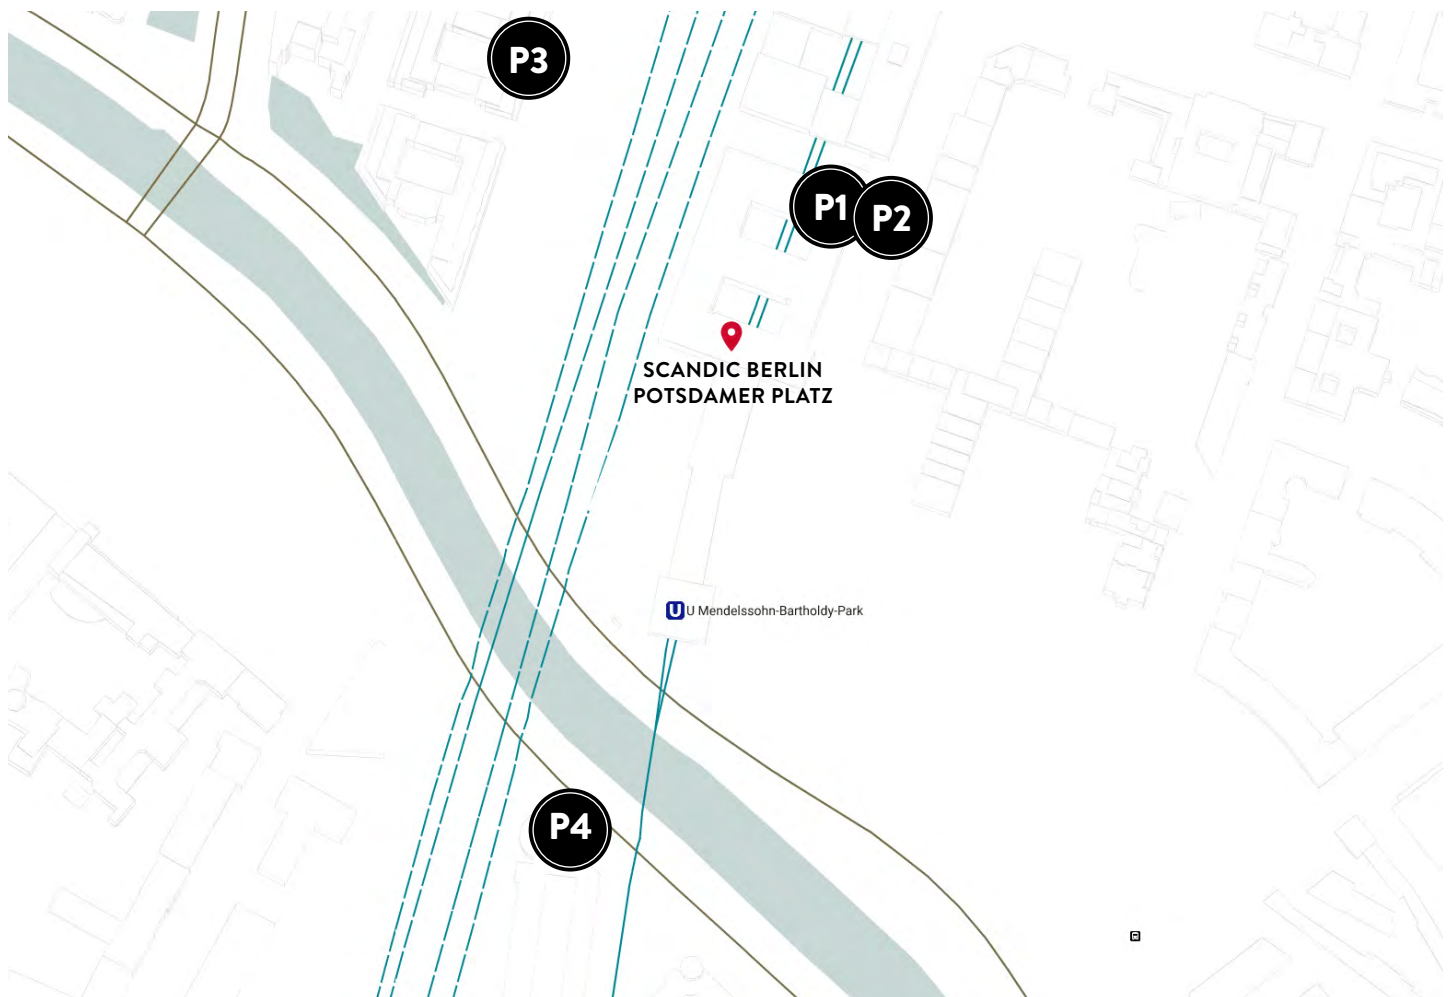 P3
P1
P2
SCANDIC BERLIN
POTSDAMER PLATZ
U U Mendelssohn-Bartholdy-Park
P4